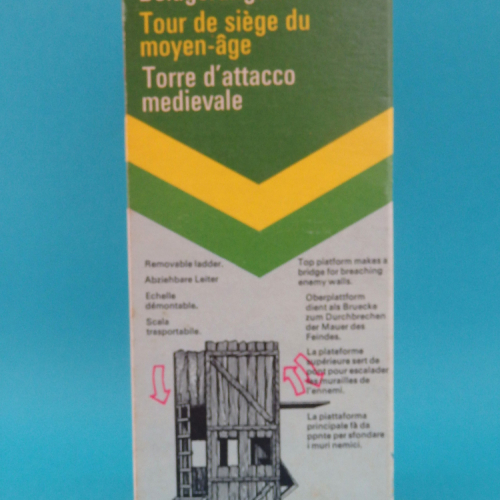 Tour de siège du
moyen-âge
Torre d'attacco
medievale
Removable ladder.
Abziehbare Leiter
Echelle
démontable.
Scala
trasportabile.
Top platform makes a
bridge for breaching
enemy walls.
Oberplattform
dient als Bruecke
zum Durchbrechen
der Mauer des
Feindes.
La plateforme
supérieure sert de
pont pour escalader
les murailles de
l'ennemi.
La piattaforma
principale fà da
ponte per sfondare
i muri nemici.